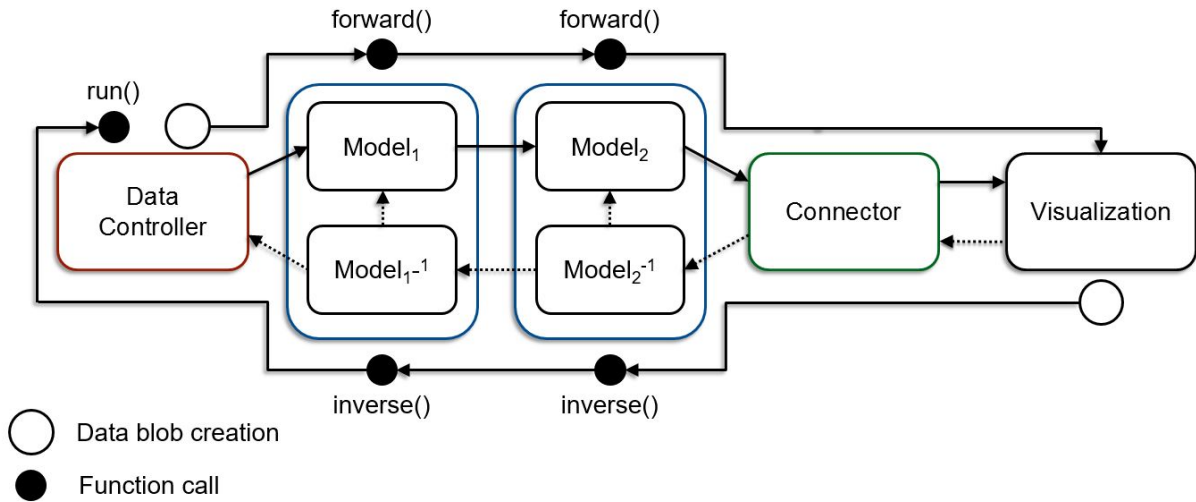 forward()
forward()
run()
Model₁
Model₂
Data
Controller
Connector
Visualization
Model₁-¹
Model₂-¹
inverse()
inverse()
Data blob creation
Function call